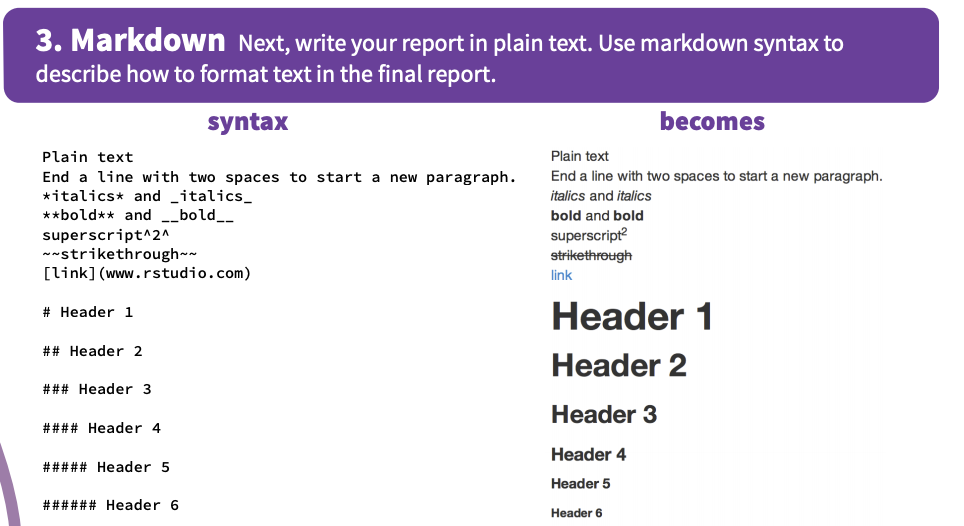 3. Markdown Next, write your report in plain text. Use markdown syntax to
describe how to format text in the final report.
syntax
Plain text
End a line with two spaces to start a new paragraph.
*italics* and _italics_
**bold** and __bold__
superscript^2^
~~strikethrough~~
[link](www.rstudio.com)
# Header 1
## Header 2
### Header 3
#### Header 4
##### Header 5
###### Header 6
becomes
Plain text
End a line with two spaces to start a new paragraph.
italics and italics
bold and bold
superscript2
strikethrough
link
Header 1
Header 2
Header 3
Header 4
Header 5
Header 6